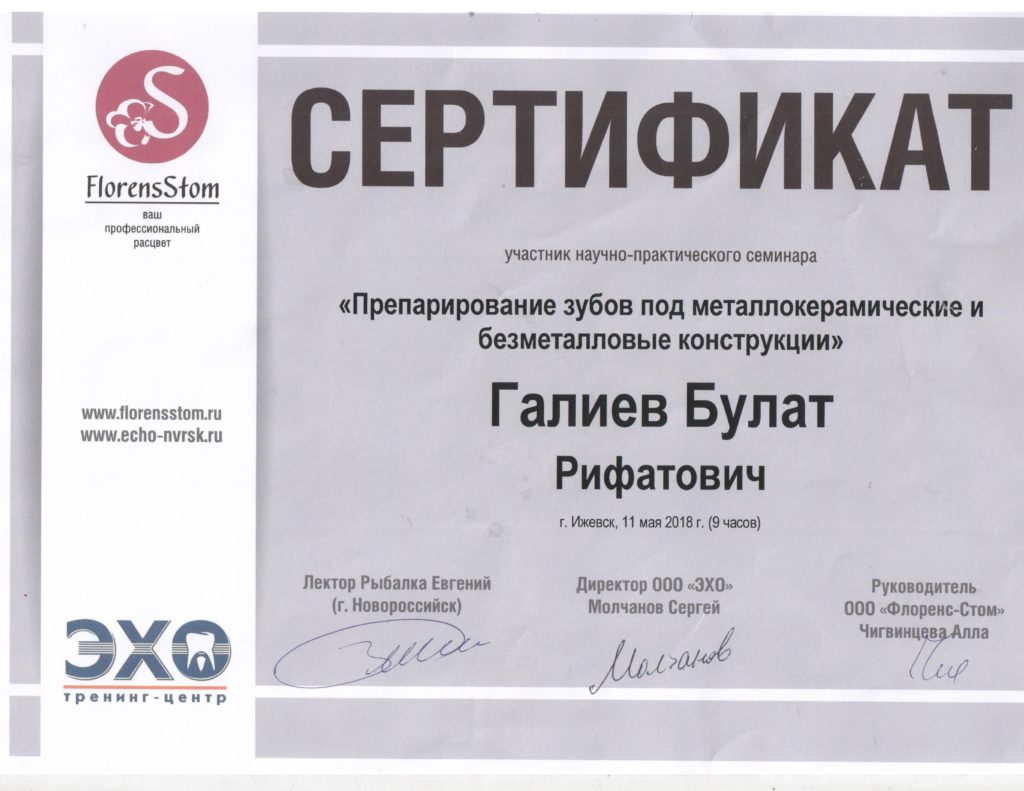 S
FlorensStom
ваш
профессиональный
расцвет
www.florensstom.ru
www.echo-nvrsk.ru
ЭХО
тренинг-центр
СЕРТИФИКАТ
участник научно-практического семинара
«Препарирование зубов под металлокерамические и
безметалловые конструкции»
Галиев Булат
Рифатович
г. Ижевск, 11 мая 2018 г. (9 часов)
Лектор Рыбалка Евгений
(г. Новороссийск)
Директор ООО «ЭХО»
Молчанов Сергей
Молчанов
Руководитель
ООО «Флоренс-Стом»
Чигвинцева Алла